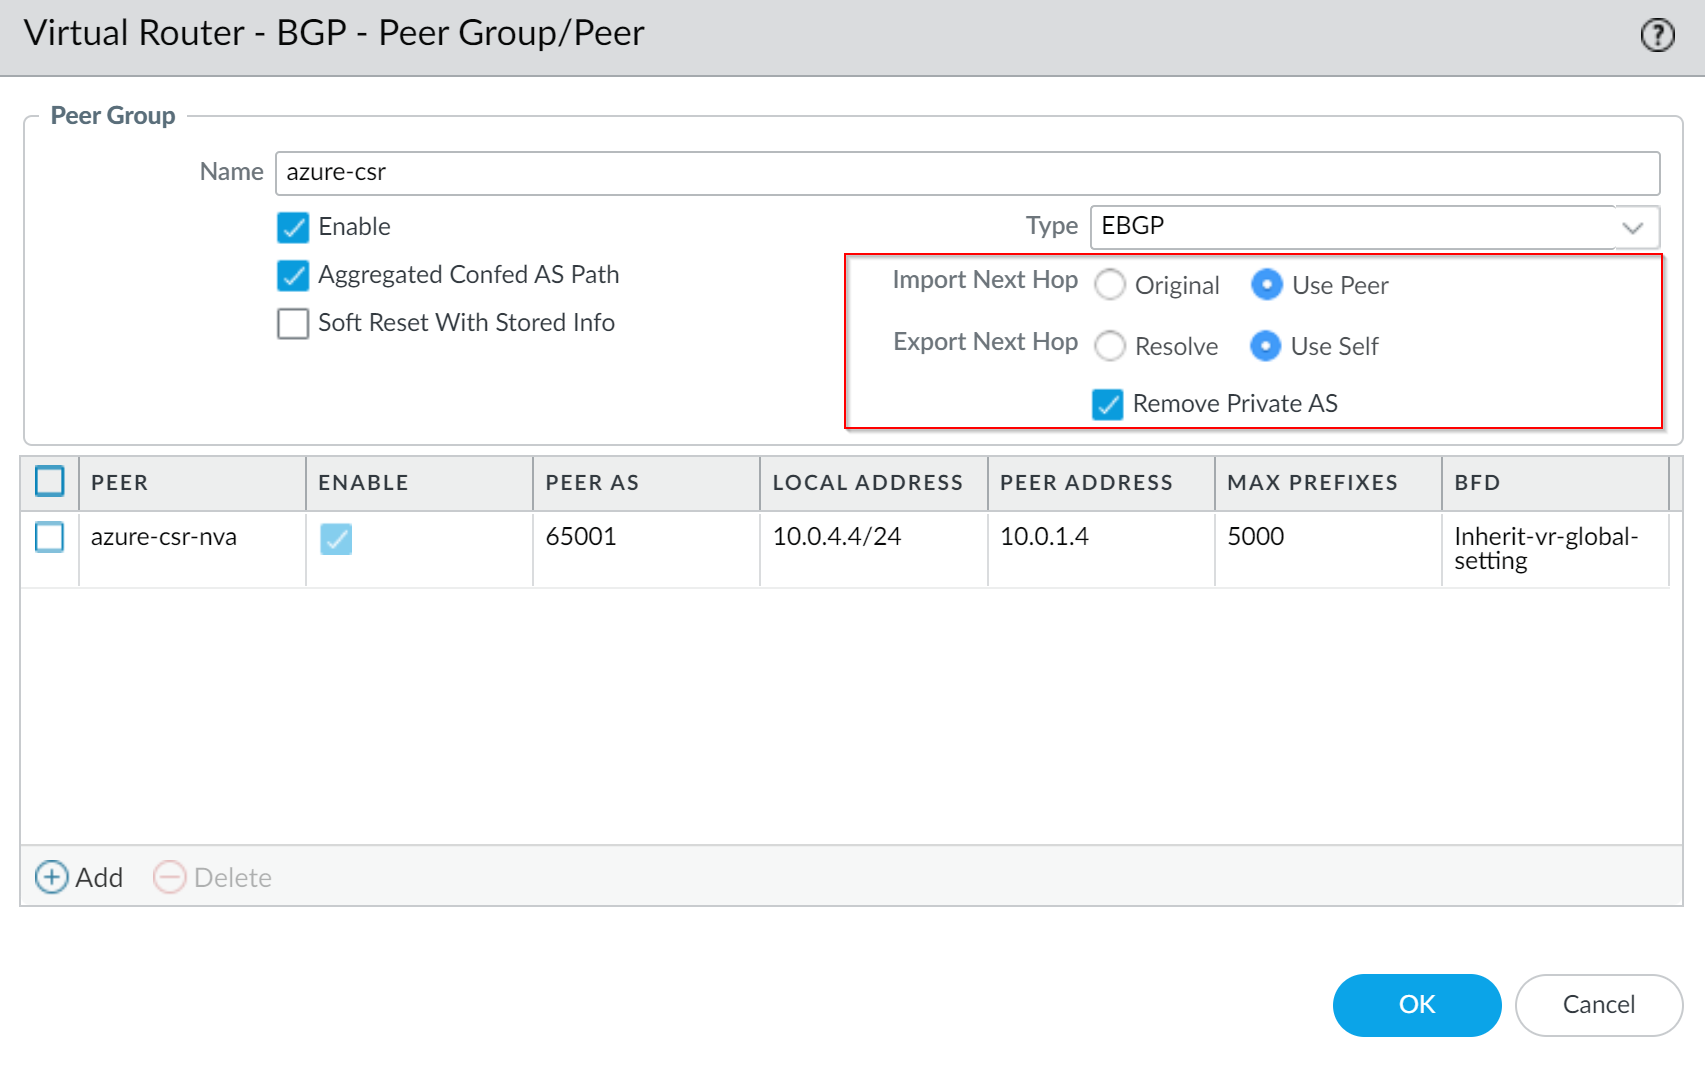 Virtual Router - BGP - Peer Group/Peer
?
Peer Group
Name azure-csr
Enable
Type EBGP
Aggregated Confed AS Path
Import Next Hop Original Use Peer
Soft Reset With Stored Info
Export Next Hop Resolve Use Self
Remove Private AS
PEER ENABLE PEER AS LOCAL ADDRESS PEER ADDRESS MAX PREFIXES BFD
azure-csr-nva 65001 10.0.4.4/24 10.0.1.4 5000 Inherit-vr-global-
setting
Add Delete
OK Cancel